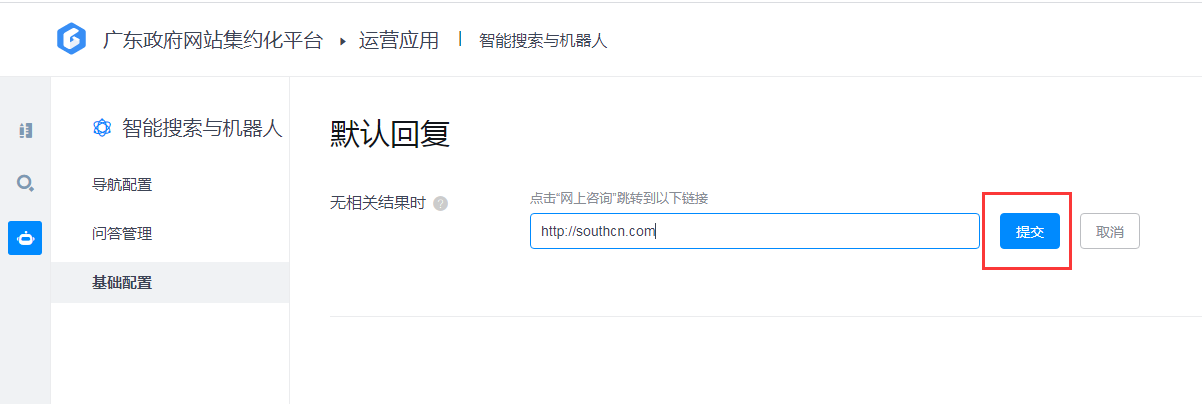 广东政府网站集约化平台 ▸ 运营应用 | 智能搜索与机器人
智能搜索与机器人
导航配置
问答管理
基础配置
默认回复
无相关结果时 ?
点击“网上咨询”跳转到以下链接
http://southcn.com
提交
取消